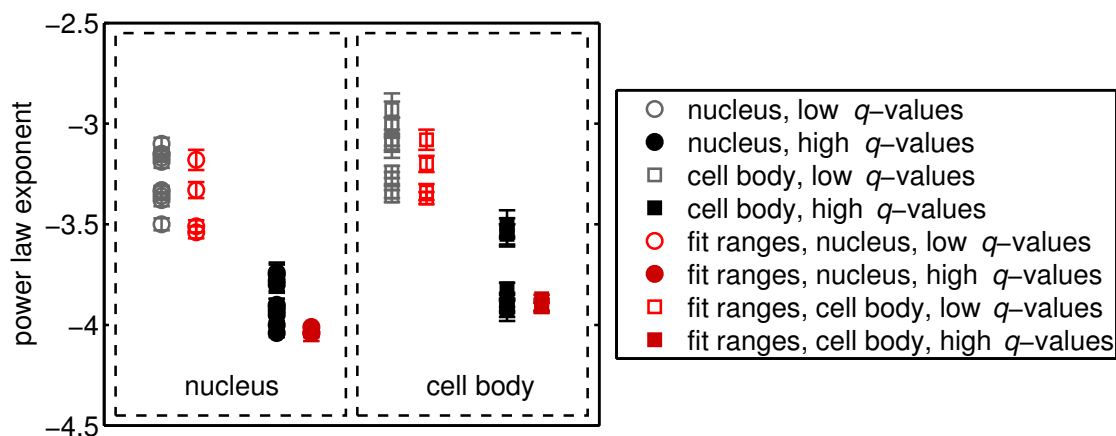 −2.5
−3
−3.5
−4
−4.5
power law exponent
nucleus
cell body
nucleus, low q−values
nucleus, high q−values
cell body, low q−values
cell body, high q−values
fit ranges, nucleus, low q−values
fit ranges, nucleus, high q−values
fit ranges, cell body, low q−values
fit ranges, cell body, high q−values